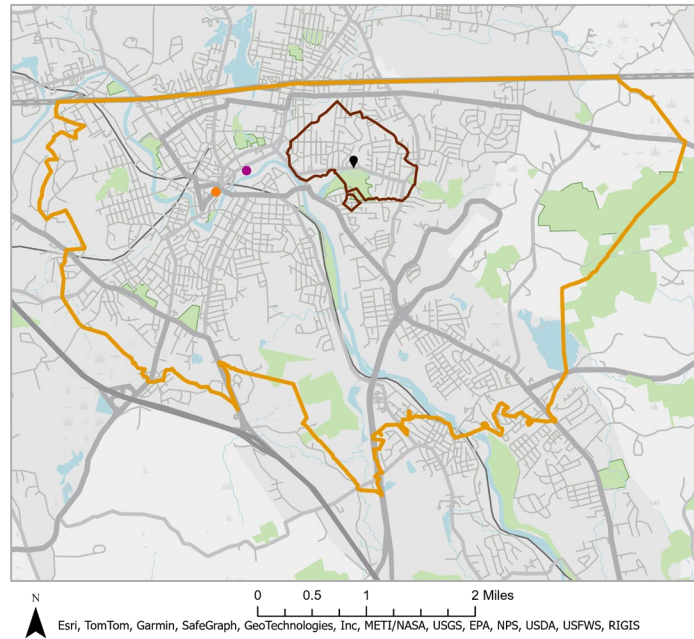 0 0.5 1 2 Miles
N
Esri, TomTom, Garmin, SafeGraph, GeoTechnologies, Inc, METI/NASA, USGS, EPA, NPS, USDA, USFWS, RIGIS